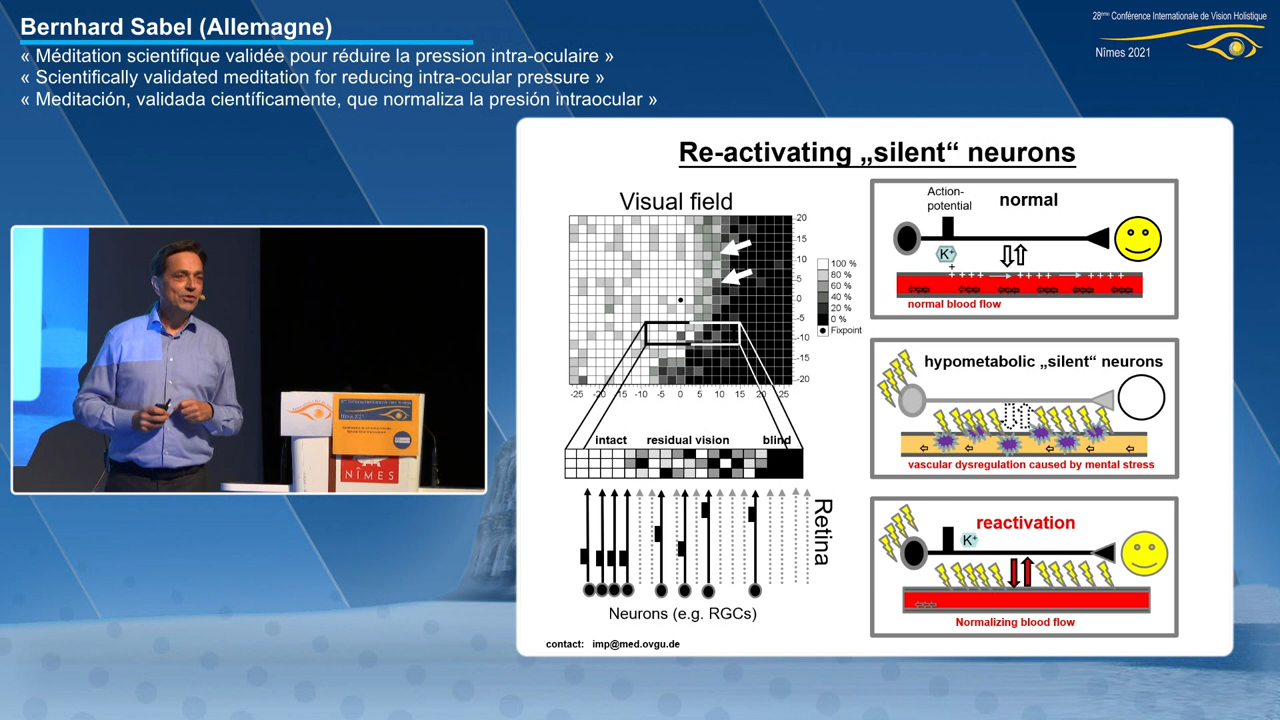 Bernhard Sabel (Allemagne)
« Méditation scientifique validée pour réduire la pression intra-oculaire »
« Scientifically validated meditation for reducing intra-ocular pressure »
« Meditación, validada científicamente, que normaliza la presión intraocular »
28ème Conférence Internationale de Vision Holistique
Nîmes 2021
Re-activating „silent“ neurons
Visual field
20
15
10
5
0
-5
-10
-15
-20
-25 -20 -15 -10 -5 0 5 10 15 20 25
100 %
80 %
60 %
40 %
20 %
0 %
Fixpoint
intact residual vision blind
Retina
Neurons (e.g. RGCs)
contact: imp@med.ovgu.de
Action-
potential
normal
K+
+
++++ ++++ ++++
normal blood flow
hypometabolic „silent“ neurons
vascular dysregulation caused by mental stress
reactivation
K+
Normalizing blood flow
Nîmes 2021
NÎMES